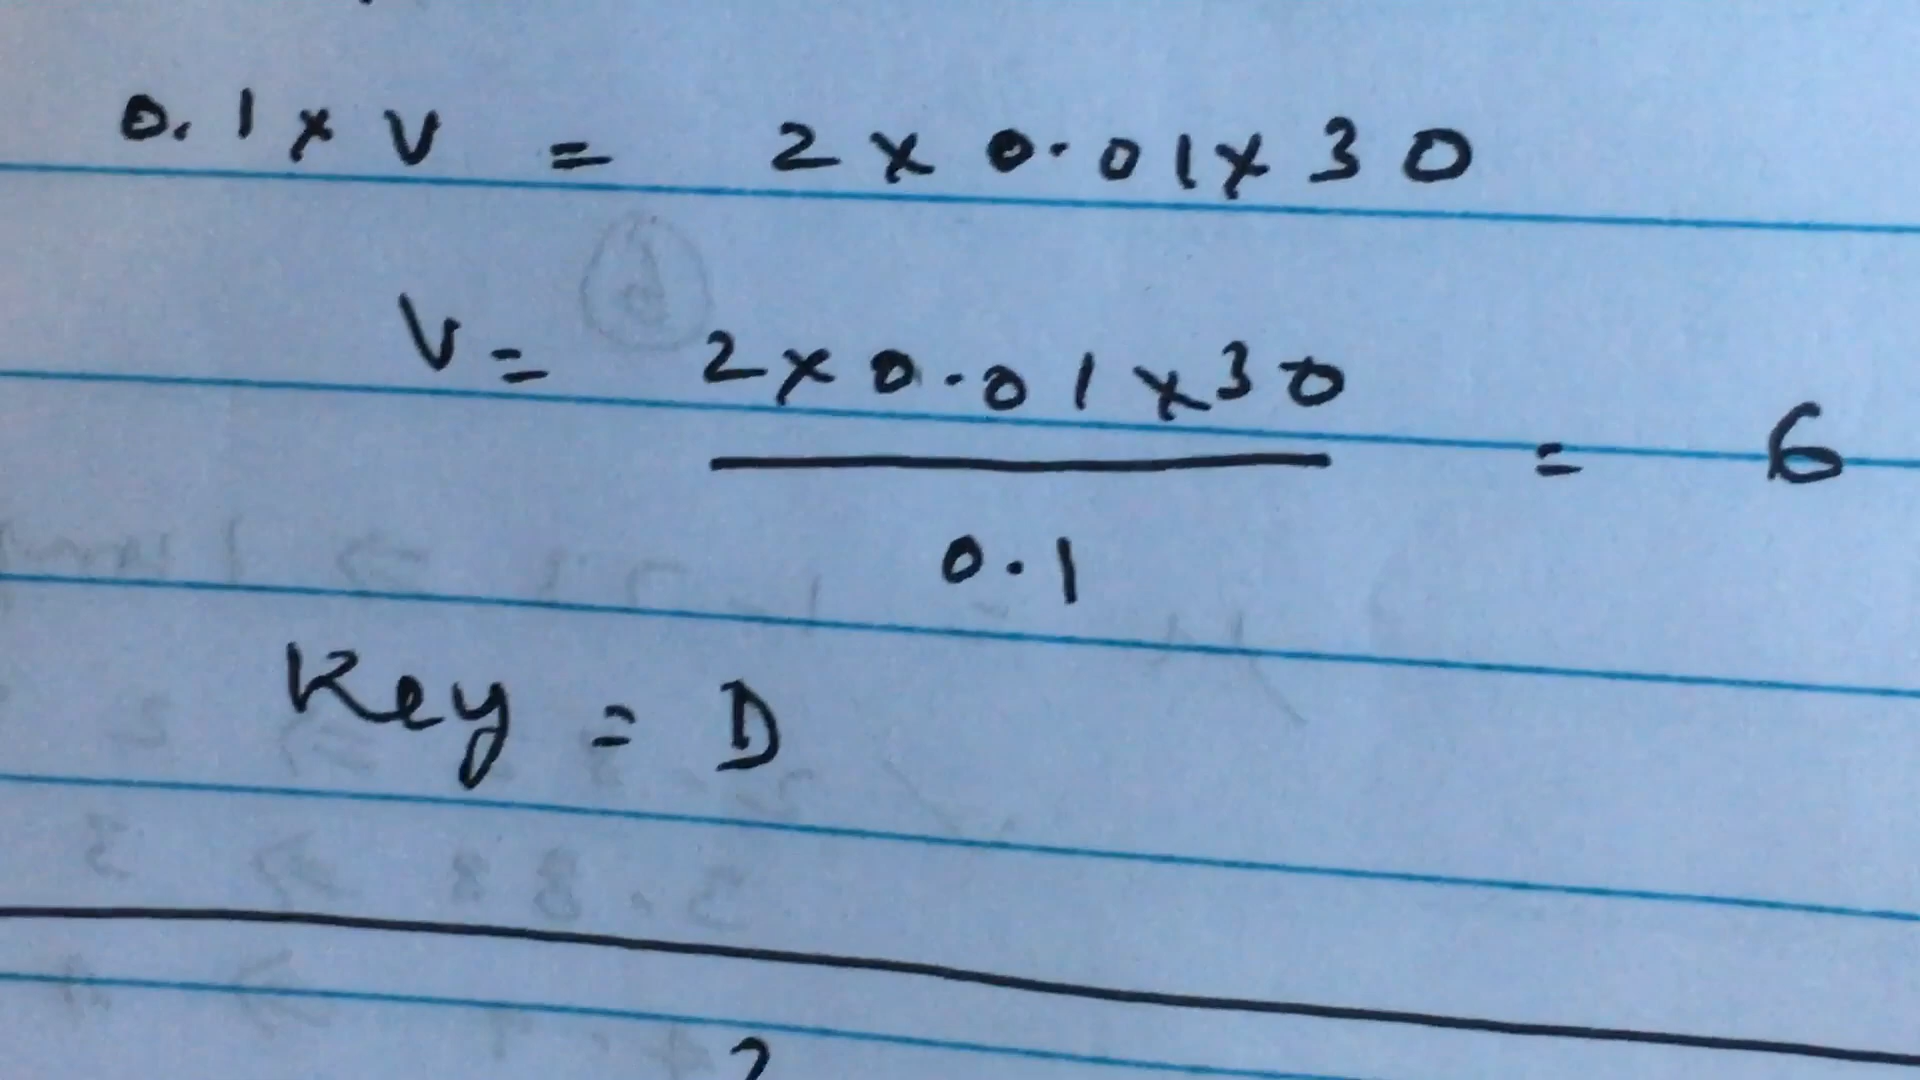 0.1 x V = 2 x 0.01 x 30
V = 2 x 0.01 x 30 = 6
0.1
Key = D